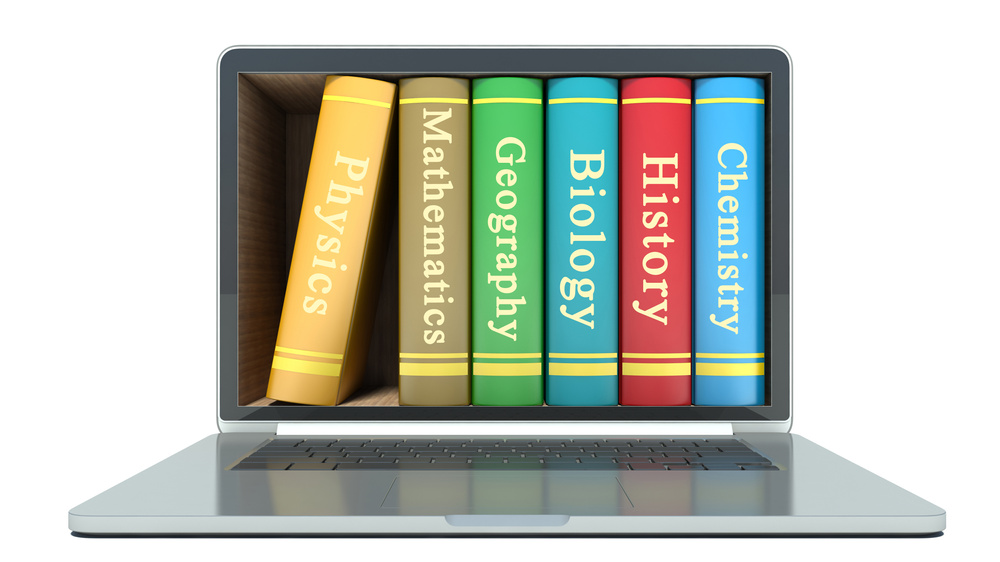 Physics
Mathematics
Geography
Biology
History
Chemistry